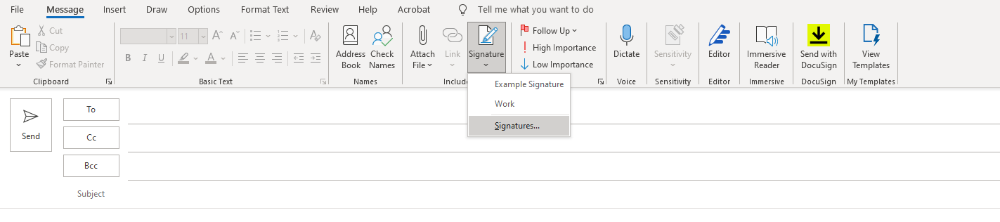 File Message Insert Draw Options Format Text Review Help Acrobat Tell me what you want to do
Paste
Cut
Copy
Format Painter
Clipboard
11
A A
B I U A
Basic Text
Address
Book
Check
Names
Names
Attach
File
Link
Signature
Includ
Example Signature
Work
Signatures...
Follow Up
High Importance
Low Importance
Dictate
Voice
Sensitivity
Sensitivity
Editor
Editor
Immersive
Reader
Immersive
Send with
DocuSign
DocuSign
View
Templates
My Templates
Send
To
Cc
Bcc
Subject